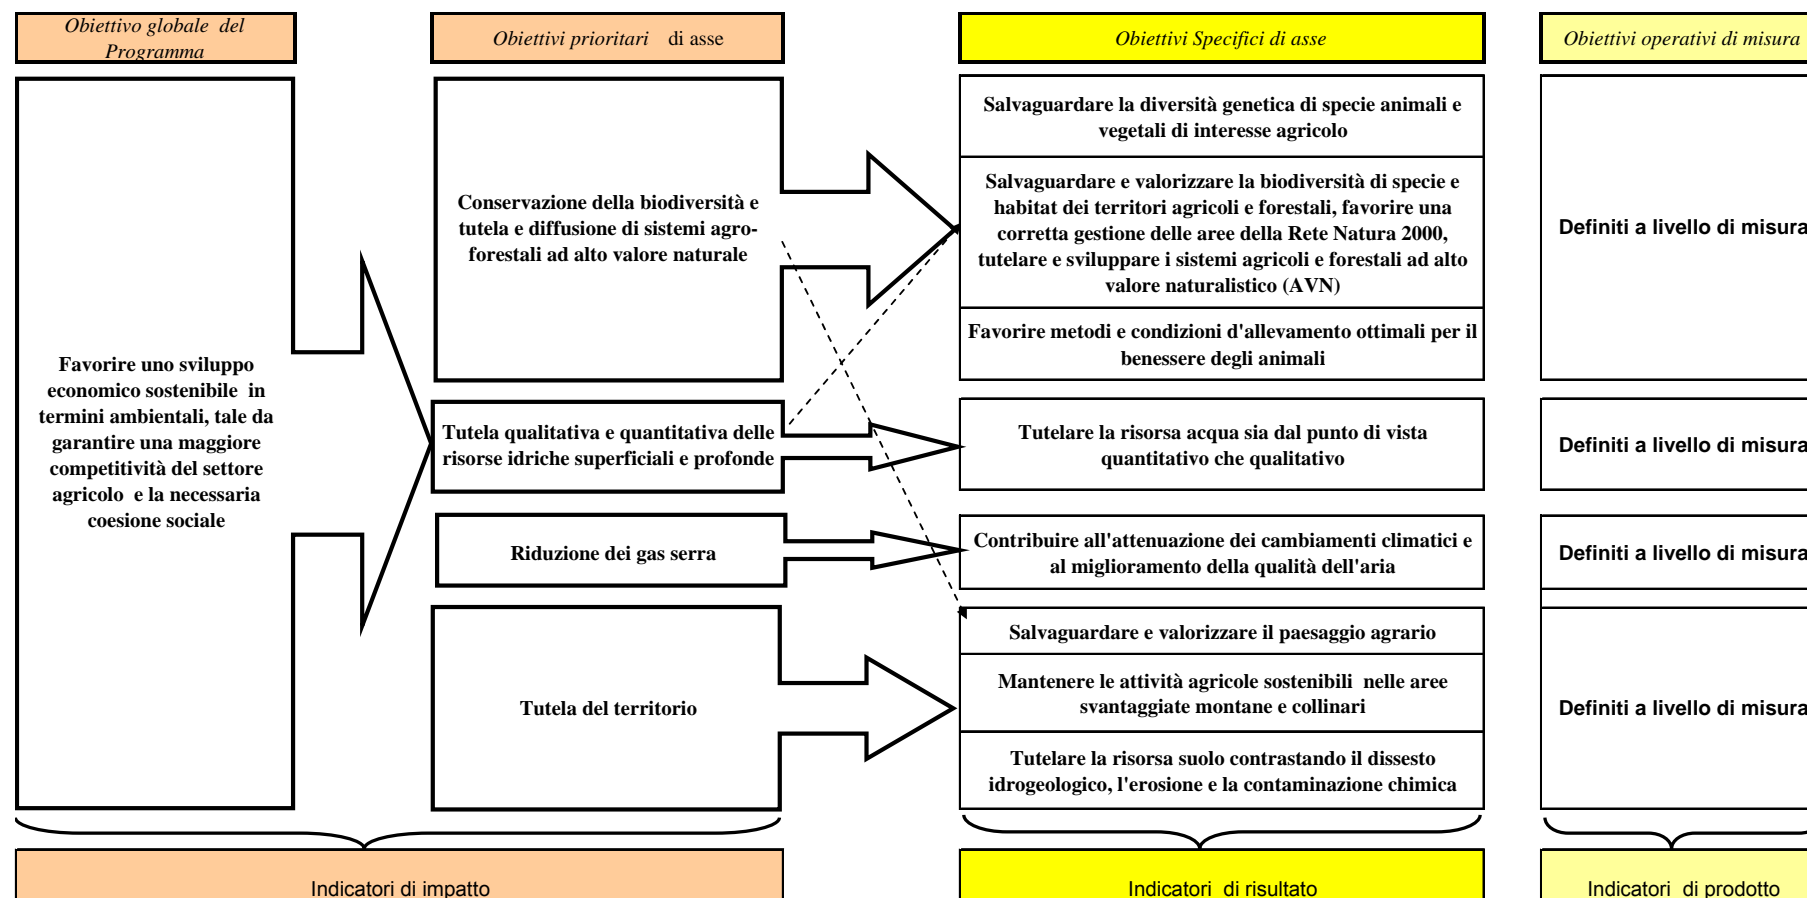 Obiettivo globale del
Programma
Obiettivi prioritari di asse
Obiettivi Specifici di asse
Obiettivi operativi di misura
Favorire uno sviluppo
economico sostenibile in
termini ambientali, tale da
garantire una maggiore
competitività del settore
agricolo e la necessaria
coesione sociale
Conservazione della biodiversità e
tutela e diffusione di sistemi agro-
forestali ad alto valore naturale
Tutela qualitativa e quantitativa delle
risorse idriche superficiali e profonde
Riduzione dei gas serra
Tutela del territorio
Salvaguardare la diversità genetica di specie animali e
vegetali di interesse agricolo
Salvaguardare e valorizzare la biodiversità di specie e
habitat dei territori agricoli e forestali, favorire una
corretta gestione delle aree della Rete Natura 2000,
tutelare e sviluppare i sistemi agricoli e forestali ad alto
valore naturalistico (AVN)
Favorire metodi e condizioni d'allevamento ottimali per il
benessere degli animali
Tutelare la risorsa acqua sia dal punto di vista
quantitativo che qualitativo
Contribuire all'attenuazione dei cambiamenti climatici e
al miglioramento della qualità dell'aria
Salvaguardare e valorizzare il paesaggio agrario
Mantenere le attività agricole sostenibili nelle aree
svantaggiate montane e collinari
Tutelare la risorsa suolo contrastando il dissesto
idrogeologico, l'erosione e la contaminazione chimica
Definiti a livello di misura
Definiti a livello di misura
Definiti a livello di misura
Definiti a livello di misura
Indicatori di impatto
Indicatori di risultato
Indicatori di prodotto